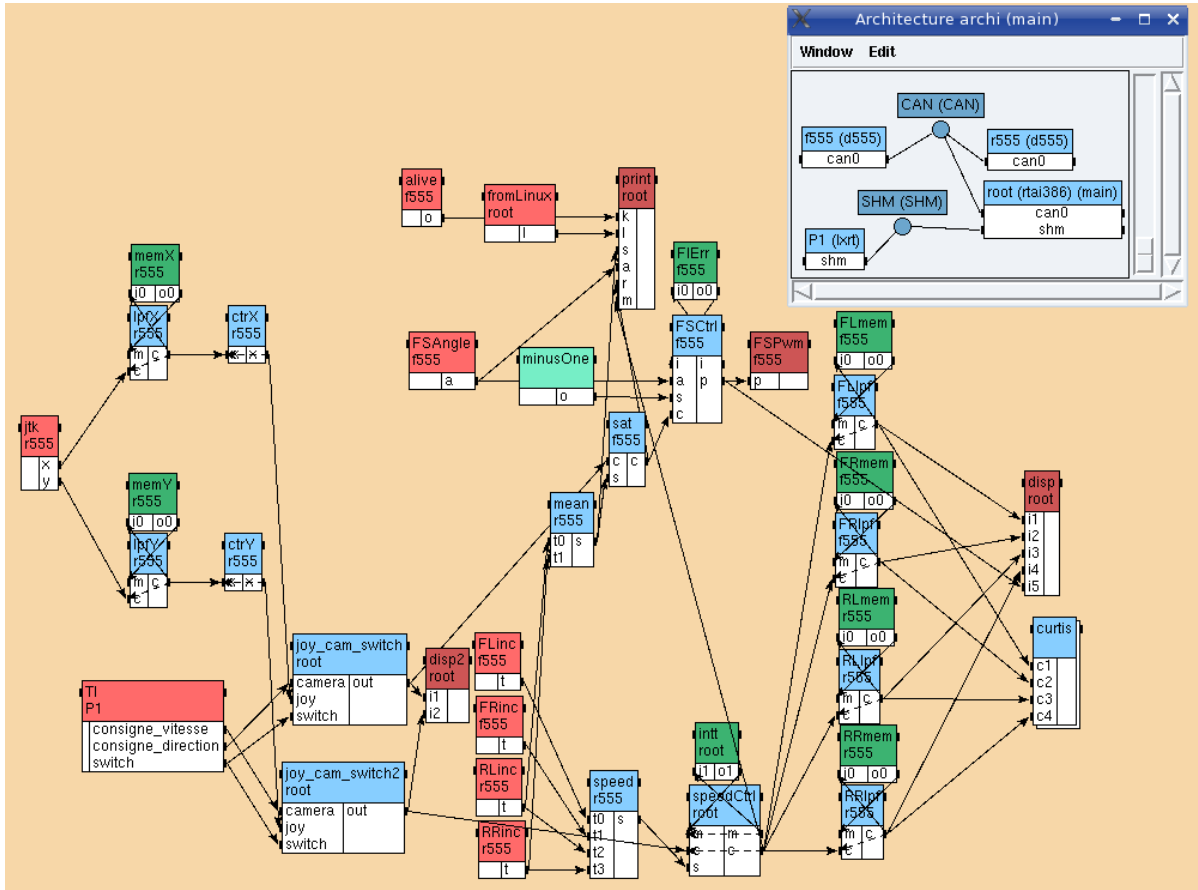 Architecture archi (main)
Window Edit
CAN (CAN)
f555 (d555)
can0
r555 (d555)
can0
SHM (SHM)
root (rtai386) (main)
can0
shm
P1 (lxrt)
shm
alive
f555
o
fromLinux
root
l
print
root
k
l
s
a
r
m
memX
r555
i0 o0
lpfX
r555
m c
c
ctrX
r555
x x
FIErr
f555
i0 o0
FSAngle
f555
a
minusOne
o
FSCtrl
f555
i i
a p
s
c
FSPwm
f555
p
FLmem
f555
i0 o0
FLlpf
f555
m c
c
jtk
r555
x
y
memY
r555
i0 o0
lpfY
r555
m c
c
ctrY
r555
x x
sat
f555
c c
s
mean
r555
t0 s
t1
FRmem
f555
i0 o0
FRlpf
f555
m c
c
disp
root
i1
i2
i3
i4
i5
RLmem
r555
i0 o0
RLlpf
r555
m c
c
curtis
c1
c2
c3
c4
joy_cam_switch
root
camera out
joy
switch
disp2
root
i1
i2
FLinc
f555
t
FRinc
f555
t
RLinc
r555
t
RRinc
r555
t
TI
P1
consigne_vitesse
consigne_direction
switch
joy_cam_switch2
root
camera out
joy
switch
speed
r555
t0 s
t1
t2
t3
intt
root
i1 o1
speedCtrl
root
m m
c c
s
RRmem
r555
i0 o0
RRlpf
r555
m c
c